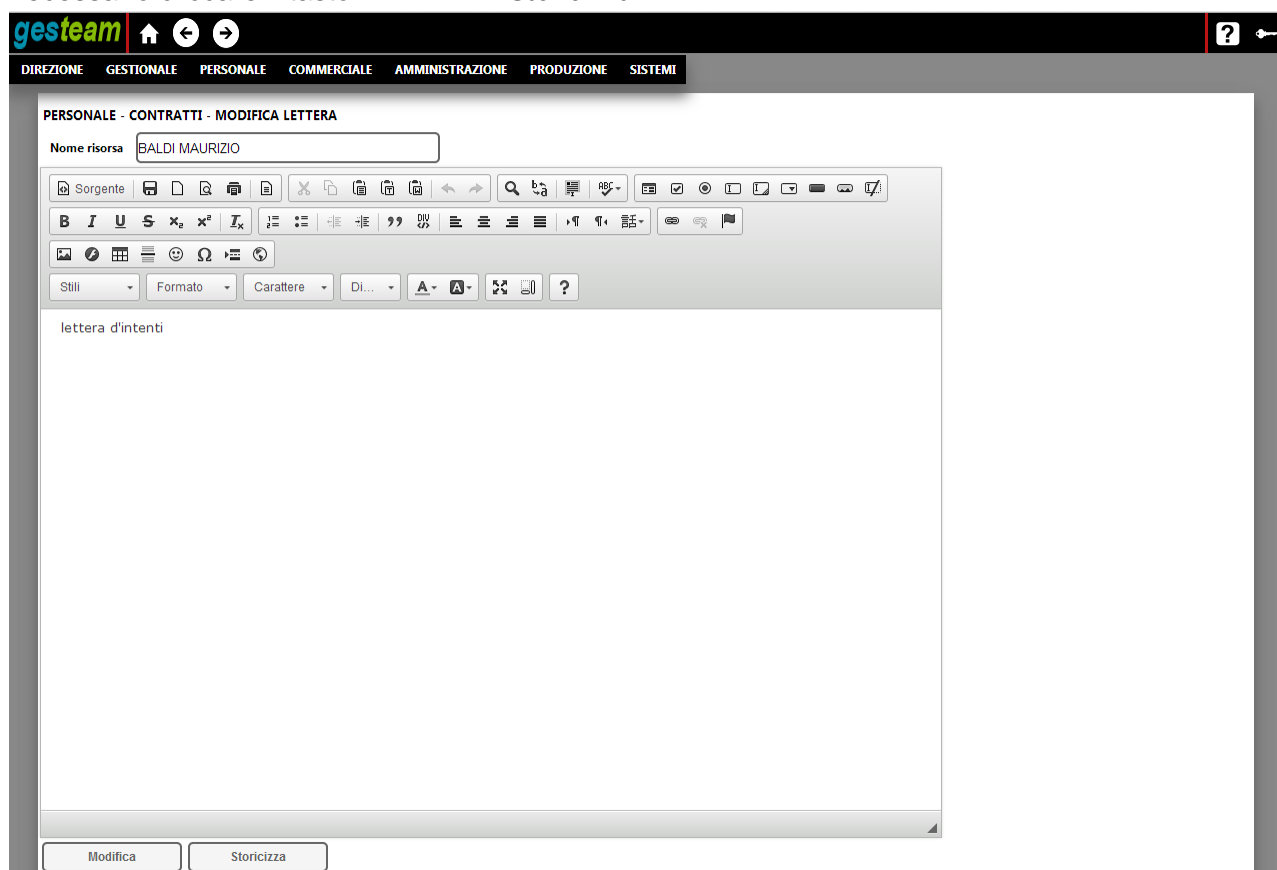 gesteam
DIREZIONE GESTIONALE PERSONALE COMMERCIALE AMMINISTRAZIONE PRODUZIONE SISTEMI
PERSONALE - CONTRATTI - MODIFICA LETTERA
Nome risorsa BALDI MAURIZIO
Sorgente
Stili Formato Carattere Di...
lettera d'intenti
Modifica Storicizza